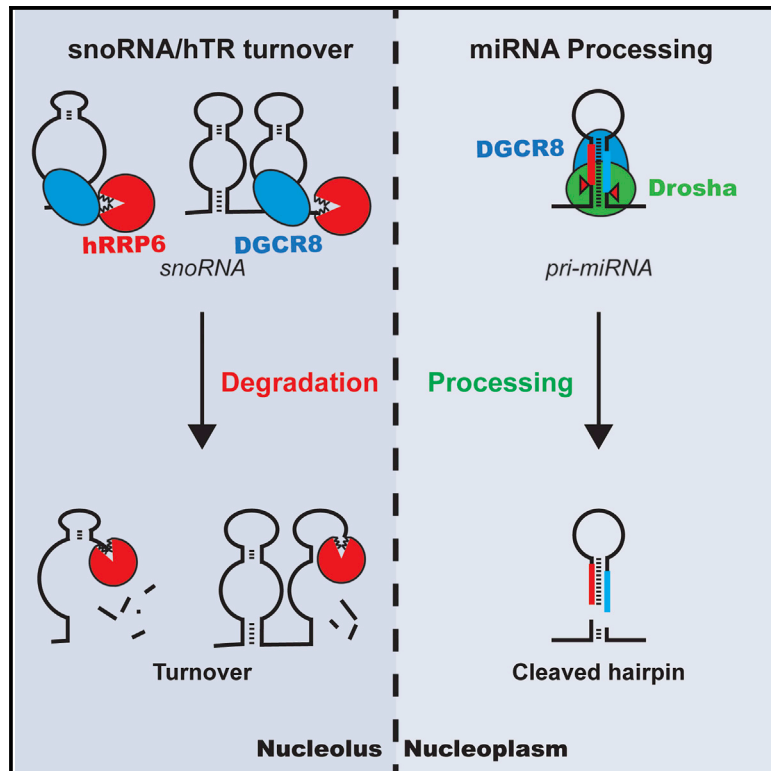 snoRNA/hTR turnover
hRRP6
DGCR8
snoRNA
Degradation
Turnover
Nucleolus
miRNA Processing
DGCR8
Drosha
pri-miRNA
Processing
Cleaved hairpin
Nucleoplasm